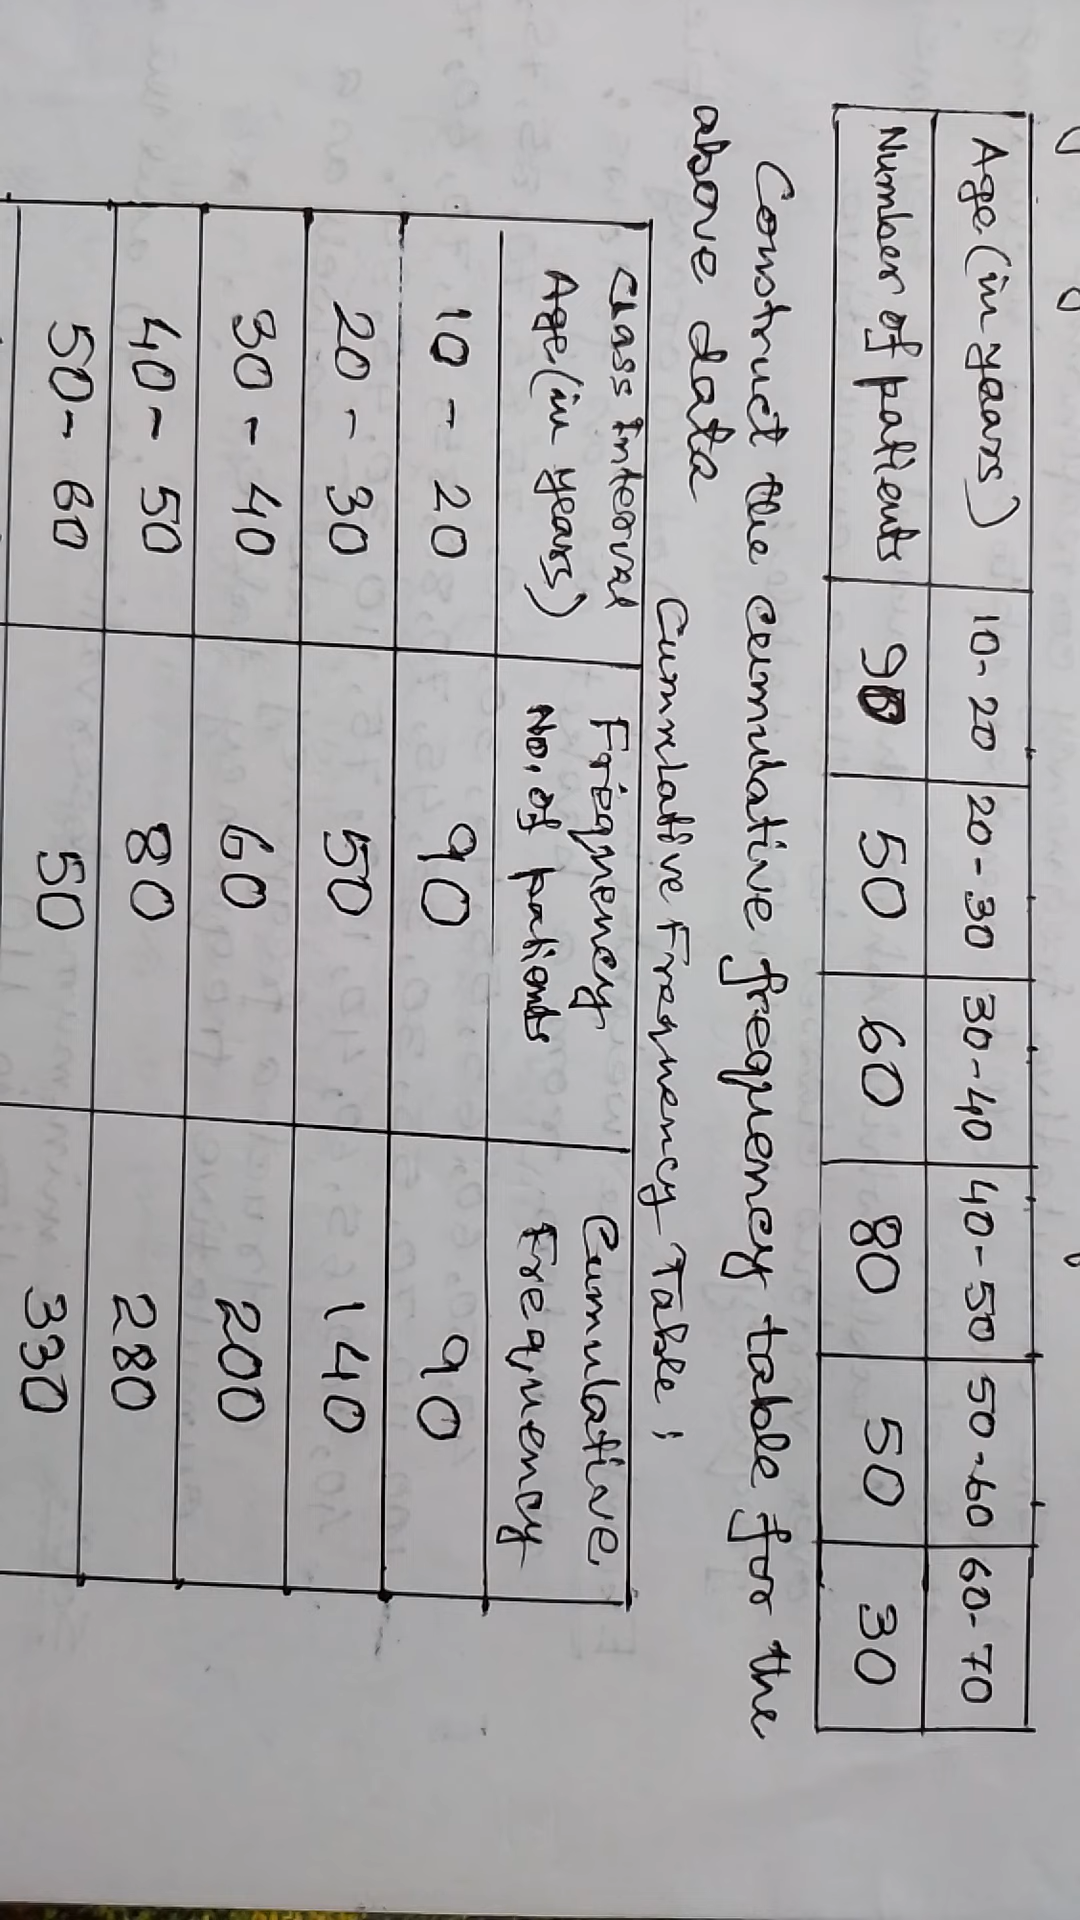 Age (in years) 10-20 20-30 30-40 40-50 50-60 60-70
Number of patients 90 50 60 80 50 30
Construct the cumulative frequency table for the
above data
Cumulative Frequency Table :
Class Interval Frequency Cumulative
Age (in years) No. of patients Frequency
10 - 20 90 90
20 - 30 50 140
30 - 40 60 200
40 - 50 80 280
50 - 60 50 330